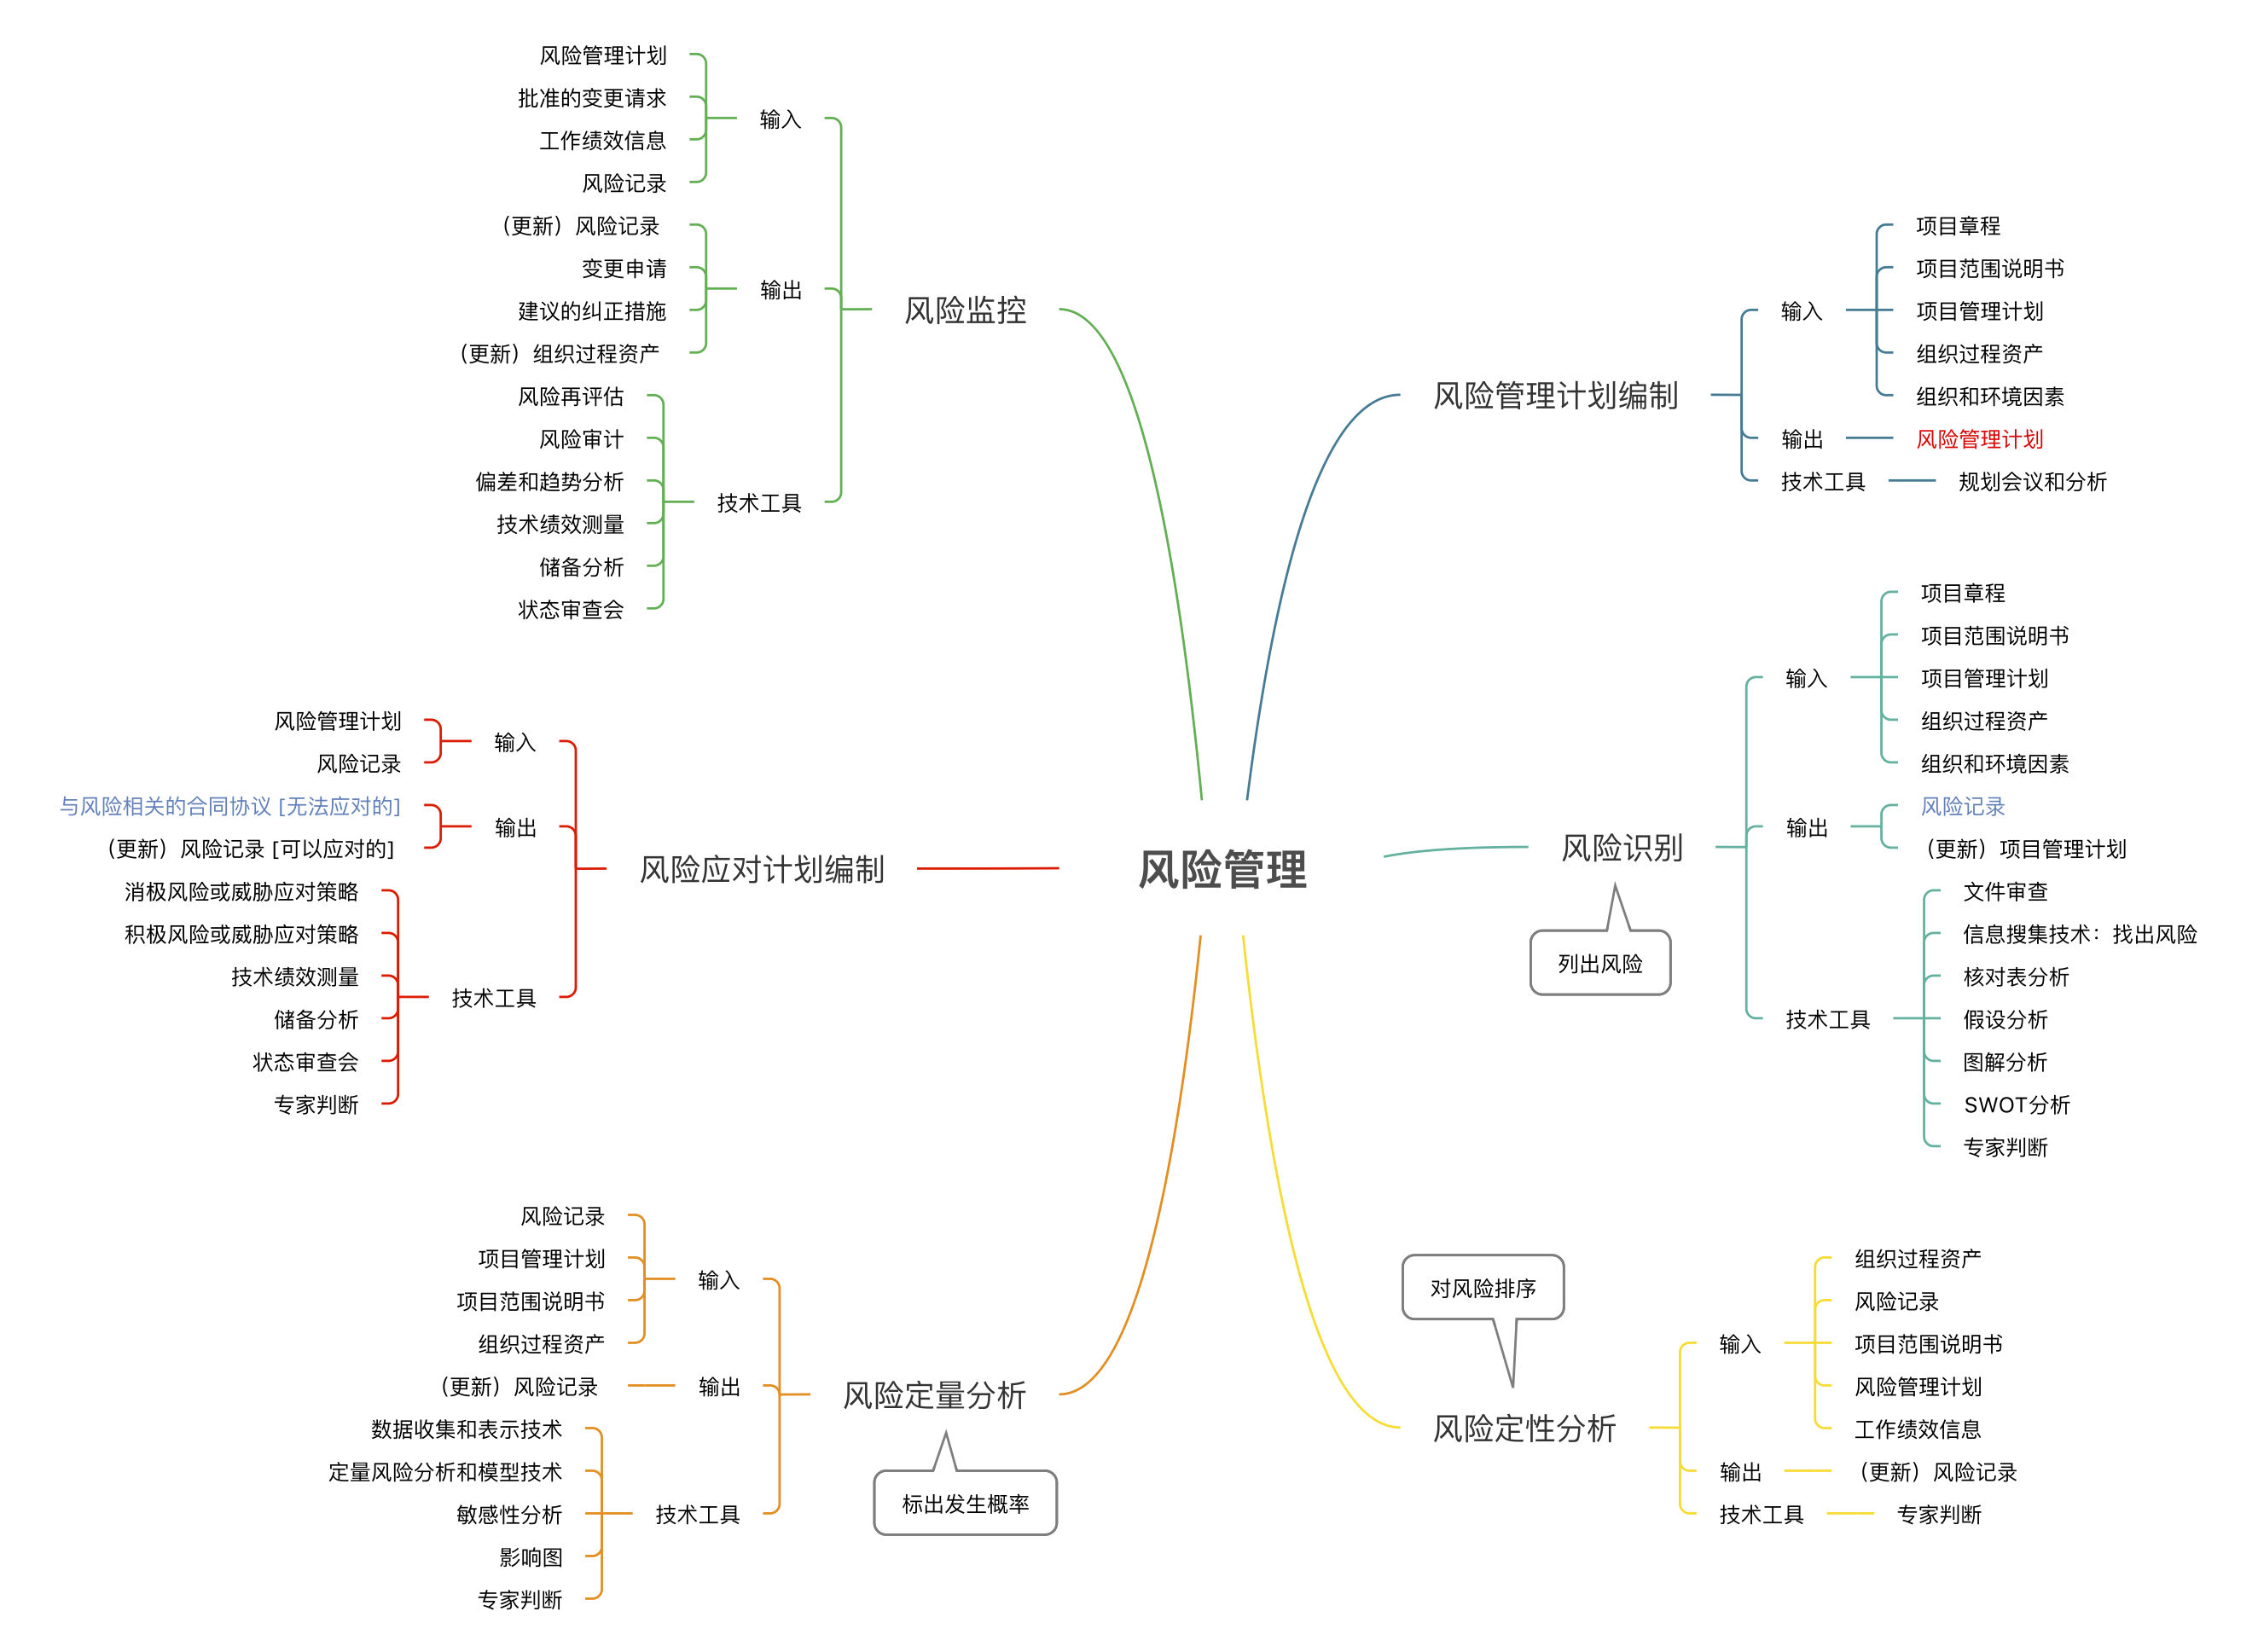 风险管理
风险管理计划编制
输入
项目章程
项目范围说明书
项目管理计划
组织过程资产
组织和环境因素
输出
风险管理计划
技术工具
规划会议和分析
风险识别
列出风险
输入
项目章程
项目范围说明书
项目管理计划
组织过程资产
组织和环境因素
输出
风险记录
（更新）项目管理计划
技术工具
文件审查
信息搜集技术：找出风险
核对表分析
假设分析
图解分析
SWOT分析
专家判断
风险定性分析
对风险排序
输入
组织过程资产
风险记录
项目范围说明书
风险管理计划
工作绩效信息
输出
（更新）风险记录
技术工具
专家判断
风险定量分析
标出发生概率
输入
风险记录
项目管理计划
项目范围说明书
组织过程资产
输出
（更新）风险记录
技术工具
数据收集和表示技术
定量风险分析和模型技术
敏感性分析
影响图
专家判断
风险应对计划编制
输入
风险管理计划
风险记录
输出
与风险相关的合同协议 [无法应对的]
（更新）风险记录 [可以应对的]
技术工具
消极风险或威胁应对策略
积极风险或威胁应对策略
技术绩效测量
储备分析
状态审查会
专家判断
风险监控
输入
风险管理计划
批准的变更请求
工作绩效信息
风险记录
输出
（更新）风险记录
变更申请
建议的纠正措施
（更新）组织过程资产
技术工具
风险再评估
风险审计
偏差和趋势分析
技术绩效测量
储备分析
状态审查会